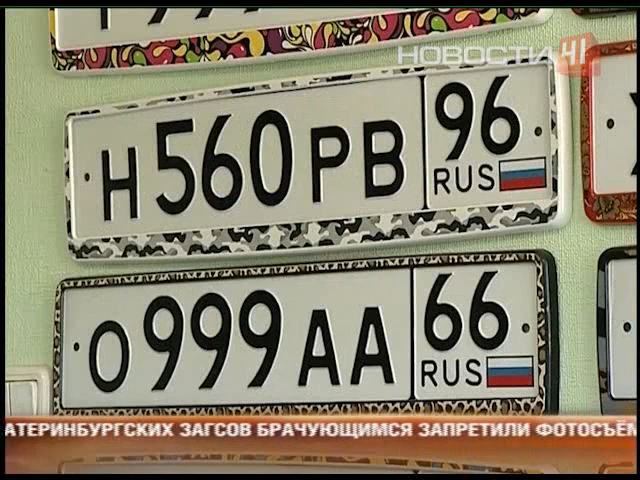 НОВОСТИ 41
Н560РВ 96
RUS
О999АА 66
RUS
АТЕРИНБУРГСКИХ ЗАГСОВ БРАЧУЮЩИМСЯ ЗАПРЕТИЛИ ФОТОСЪЁМ